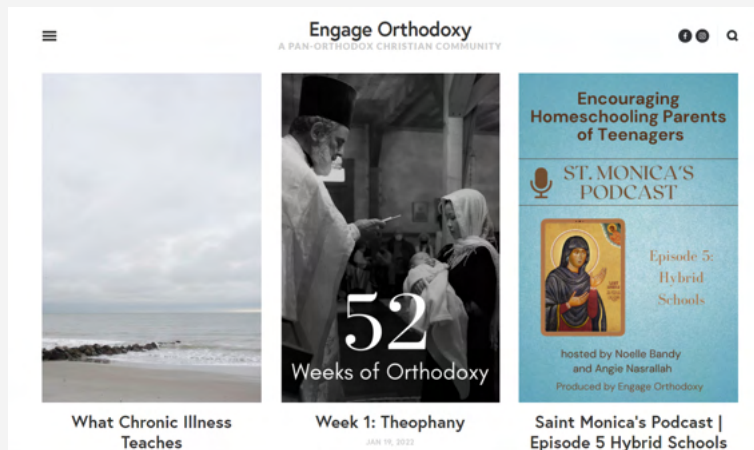 Engage Orthodoxy
A PAN-ORTHODOX CHRISTIAN COMMUNITY
What Chronic Illness
Teaches
52
Weeks of Orthodoxy
Week 1: Theophany
JAN 19, 2022
Encouraging
Homeschooling Parents
of Teenagers
ST. MONICA'S
PODCAST
Episode 5:
Hybrid
Schools
hosted by Noelle Bandy
and Angie Nasrallah
Produced by Engage Orthodoxy
Saint Monica's Podcast |
Episode 5 Hybrid Schools